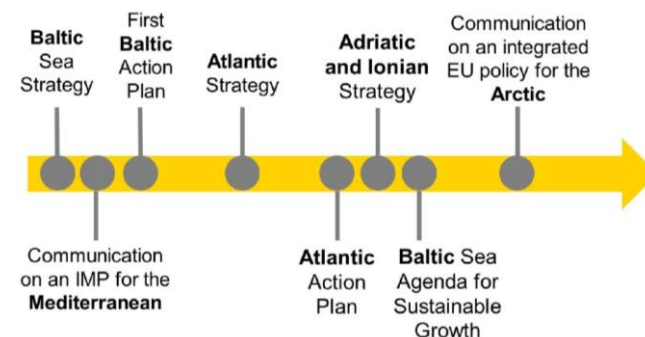 Baltic
Sea
Strategy
First
Baltic
Action
Plan
Atlantic
Strategy
Adriatic
and Ionian
Strategy
Communication
on an integrated
EU policy for the
Arctic
Communication
on an IMP for the
Mediterranean
Atlantic
Action
Plan
Baltic Sea
Agenda for
Sustainable
Growth